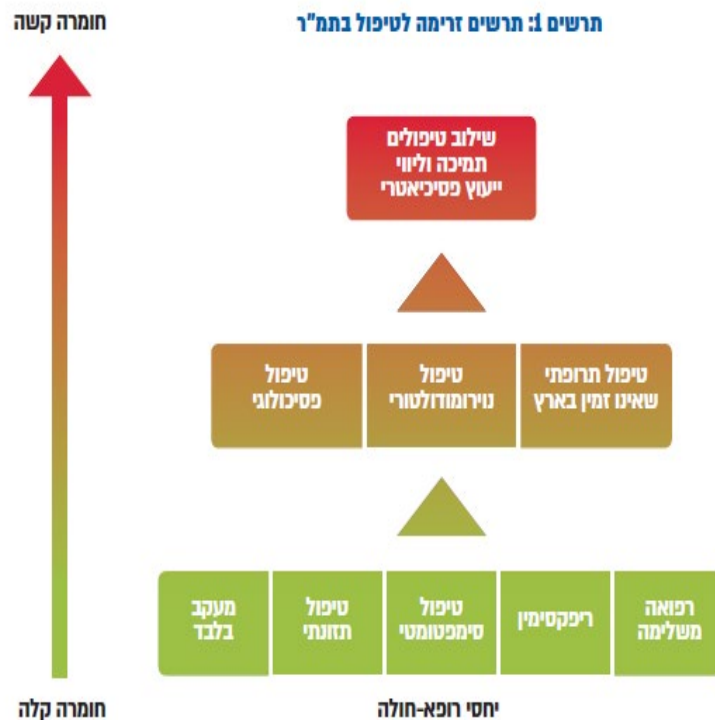 תרשים 1: תרשים זרימה לטיפול בתמ"ר
חומרה קשה
שילוב טיפולים
תמיכה וליווי
ייעוץ פסיכיאטרי
טיפול תרופתי
שאינו זמין בארץ
טיפול
נוירומודולטורי
טיפול
פסיכולוגי
רפואה
משלימה
ריפקסימין
טיפול
סימפטומטי
טיפול
תזונתי
מעקב
בלבד
יחסי רופא-חולה
חומרה קלה